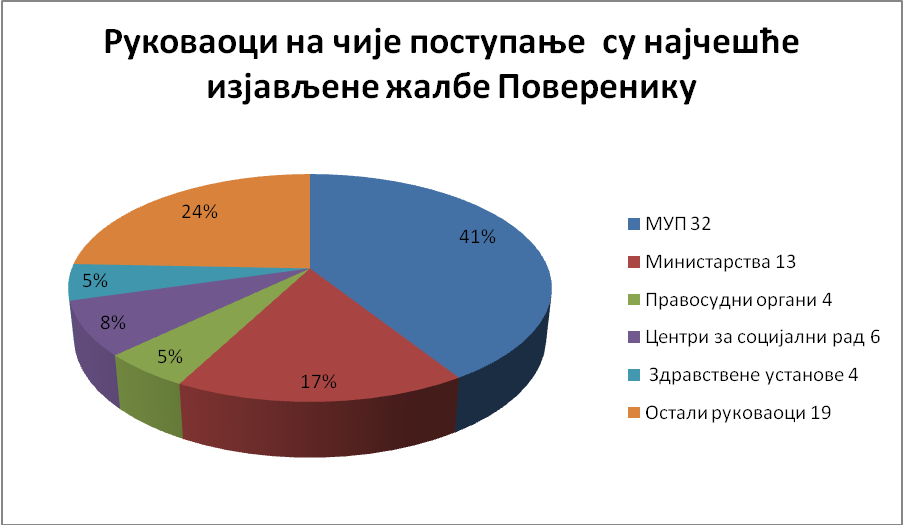 Руковаоци на чије поступање  су најчешће
изјављене жалбе Поверенику
24%
41%
5%
8%
5%
17%
МУП 32
Министарства 13
Правосудни органи 4
Центри за социјални рад 6
Здравствене установе 4
Остали руковаоци 19